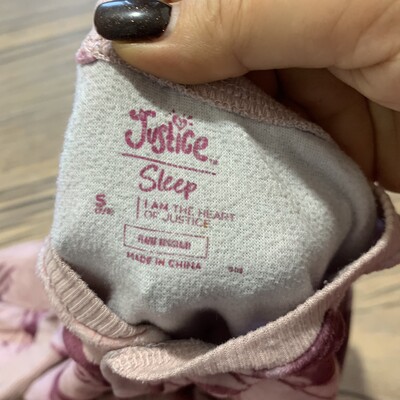 Justice
Sleep
S
I AM THE HEART
OF JUSTICE
MADE IN CHINA